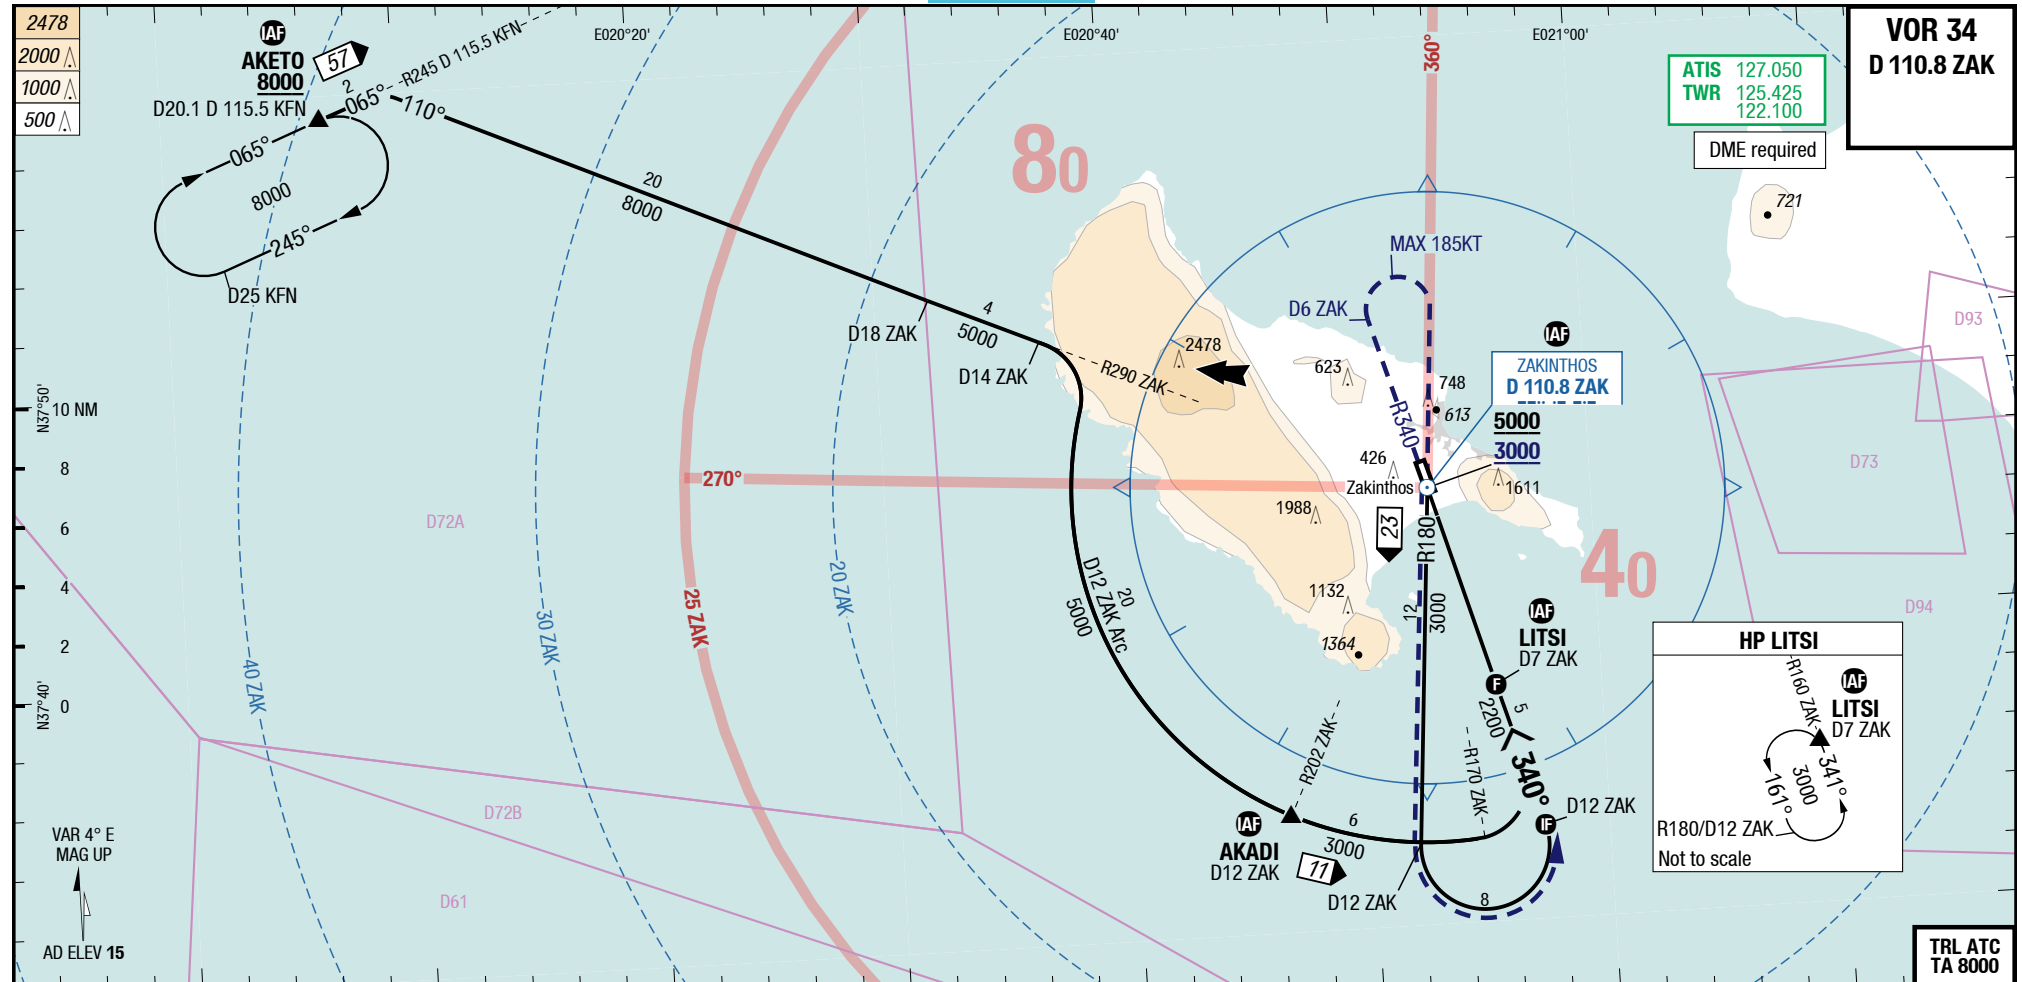 2478
2000
1000
500
IAF
AKETO
8000
D20.1 D 115.5 KFN
57
2
065°
R245 D 115.5 KFN
110°
065°
8000
245°
D25 KFN
E020°20'
E020°40'
E021°00'
360°
VOR 34
D 110.8 ZAK
ATIS 127.050
TWR 125.425
122.100
DME required
80
721
20
8000
MAX 185KT
D6 ZAK
D18 ZAK
4
5000
D14 ZAK
R290 ZAK
2478
623
748
613
R340
IAF
ZAKINTHOS
D 110.8 ZAK
5000
3000
D93
D73
D94
N37°50'
10 NM
8
6
4
2
0
N37°40'
270°
426
Zakinthos
1611
1988
23
R180
40
D72A
40 ZAK
30 ZAK
25 ZAK
20 ZAK
D12 ZAK Arc
20
5000
1132
1364
12
3000
IAF
LITSI
D7 ZAK
F
5
2200
340°
R202 ZAK
R170 ZAK
IAF
AKADI
D12 ZAK
11
6
3000
D12 ZAK
8
IF
D12 ZAK
HP LITSI
R160 ZAK
IAF
LITSI
D7 ZAK
341°
3000
161°
R180/D12 ZAK
Not to scale
D72B
D61
VAR 4° E
MAG UP
AD ELEV 15
TRL ATC
TA 8000